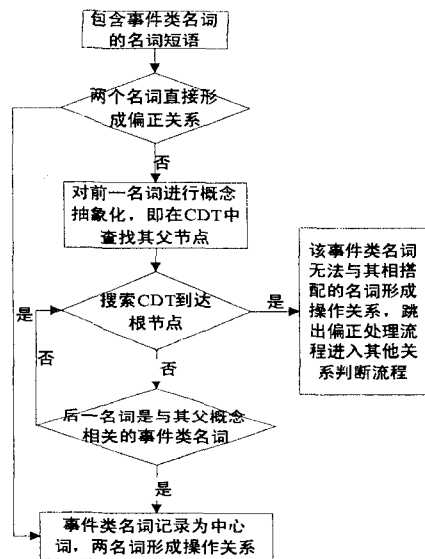 包含事件类名词
的名词短语
两个名词直接形
成偏正关系
否
对前一名词进行概念
抽象化，即在CDT中
查找其父节点
是
搜索CDT到达
根节点
是
该事件类名词
无法与其相搭
配的名词形成
操作关系，跳
出偏正处理流
程进入其他关
系判断流程
否
否
后一名词是与其父概念
相关的事件类名词
是
事件类名词记录为中心
词，两名词形成操作关系